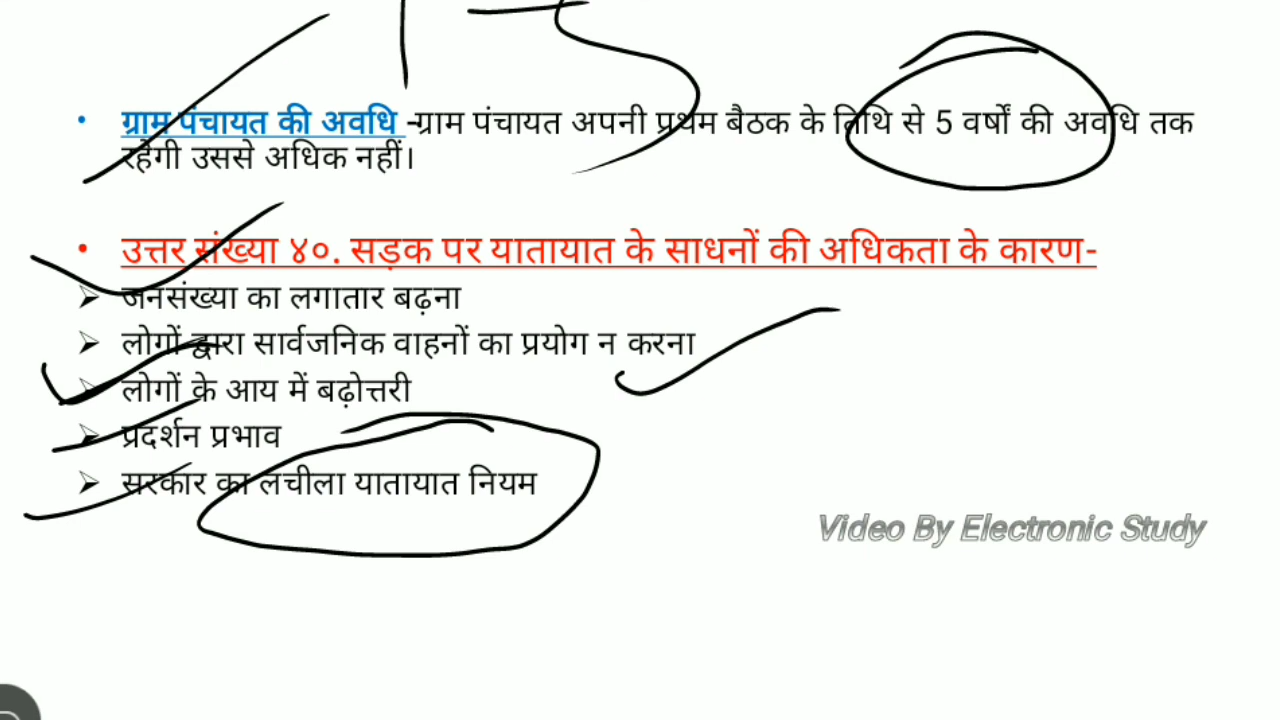 ग्राम पंचायत की अवधि -ग्राम पंचायत अपनी प्रथम बैठक के तिथि से 5 वर्षों की अवधि तक
रहेगी उससे अधिक नहीं।
उत्तर संख्या ४०. सड़क पर यातायात के साधनों की अधिकता के कारण-
जनसंख्या का लगातार बढ़ना
लोगों द्वारा सार्वजनिक वाहनों का प्रयोग न करना
लोगों के आय में बढ़ोत्तरी
प्रदर्शन प्रभाव
सरकार का लचीला यातायात नियम
Video By Electronic Study